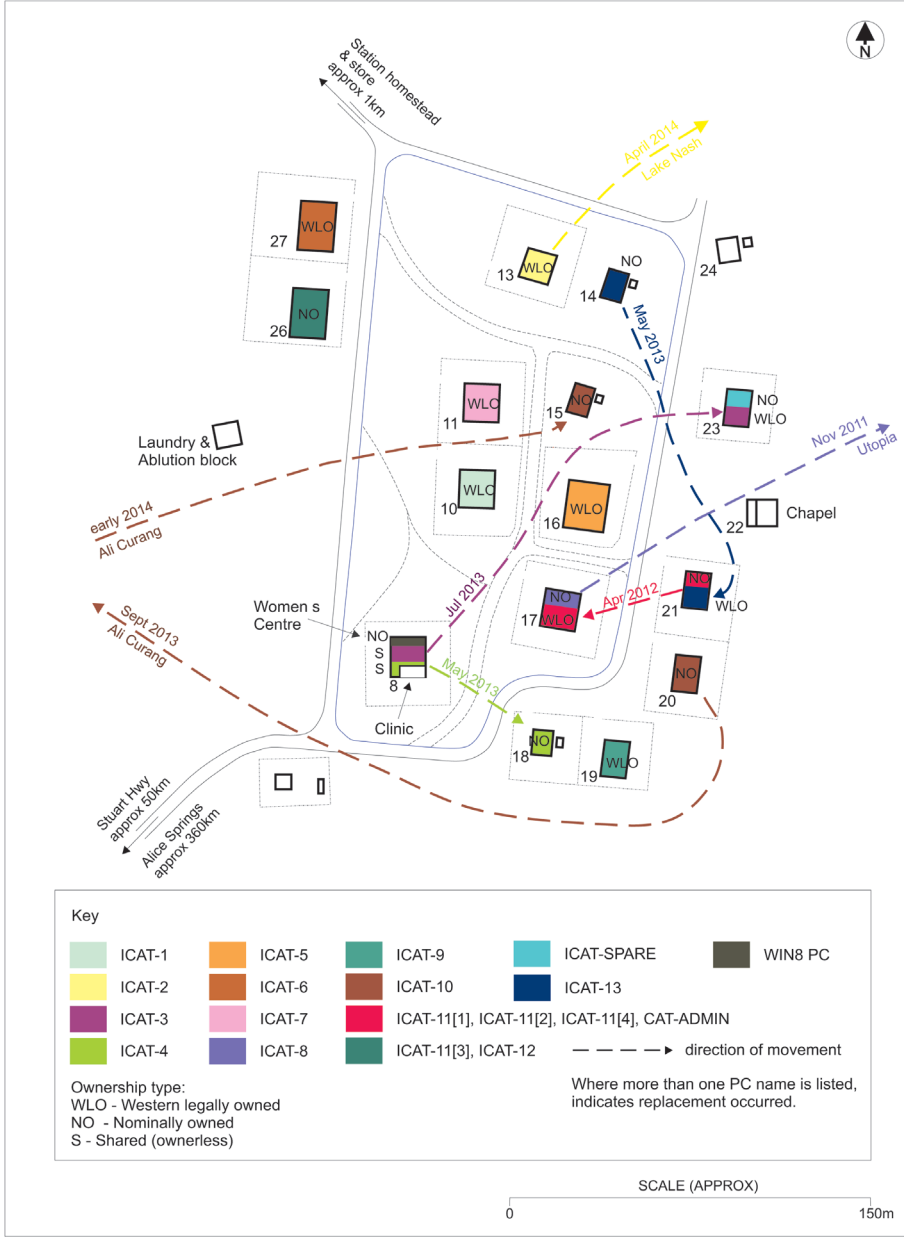 N
Station homestead
& store
approx 1km
April 2014
Lake Nash
27
WLO
26
NO
13
WLO
NO
14
24
May 2013
11
WLO
15
NO
NO
WLO
23
Nov 2011
Utopia
Laundry &
Ablution block
10
WLO
16
WLO
22
Chapel
early 2014
Ali Curang
Jul 2013
NO
17
WLO
Apr 2012
NO
21
WLO
Women s
Centre
NO
S
S
8
Clinic
Sept 2013
Ali Curang
May 2013
NO
20
NO
18
WLO
19
Stuart Hwy
approx 50km
Alice Springs
approx 360km
Key
ICAT-1
ICAT-5
ICAT-9
ICAT-SPARE
WIN8 PC
ICAT-2
ICAT-6
ICAT-10
ICAT-13
ICAT-3
ICAT-7
ICAT-11[1], ICAT-11[2], ICAT-11[4], CAT-ADMIN
ICAT-4
ICAT-8
ICAT-11[3], ICAT-12
direction of movement
Ownership type:
WLO - Western legally owned
NO - Nominally owned
S - Shared (ownerless)
Where more than one PC name is listed,
indicates replacement occurred.
SCALE (APPROX)
0
150m